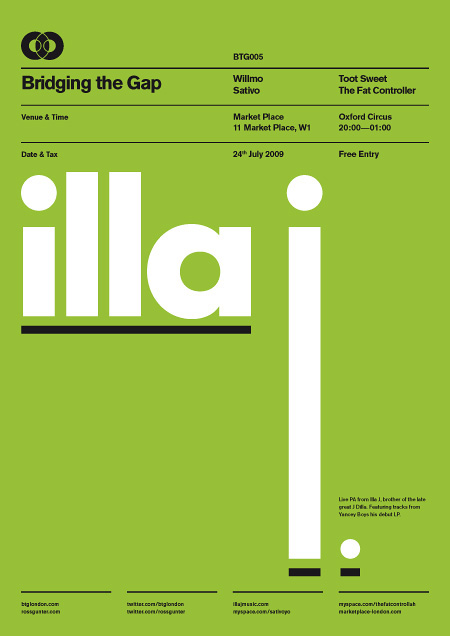 BTG005
Bridging the Gap
Willmo
Sativo
Toot Sweet
The Fat Controller
Venue & Time
Market Place
11 Market Place, W1
Oxford Circus
20:00—01:00
Date & Tax
24th July 2009
Free Entry
illa j.
Live PA from Illa J, brother of the late
great J Dilla. Featuring tracks from
Yancey Boys his debut LP.
btglondon.com
rossgunter.com
twitter.com/btglondon
twitter.com/rossgunter
illajmusic.com
myspace.com/sativoyo
myspace.com/thefatcontrollah
marketplace-london.com